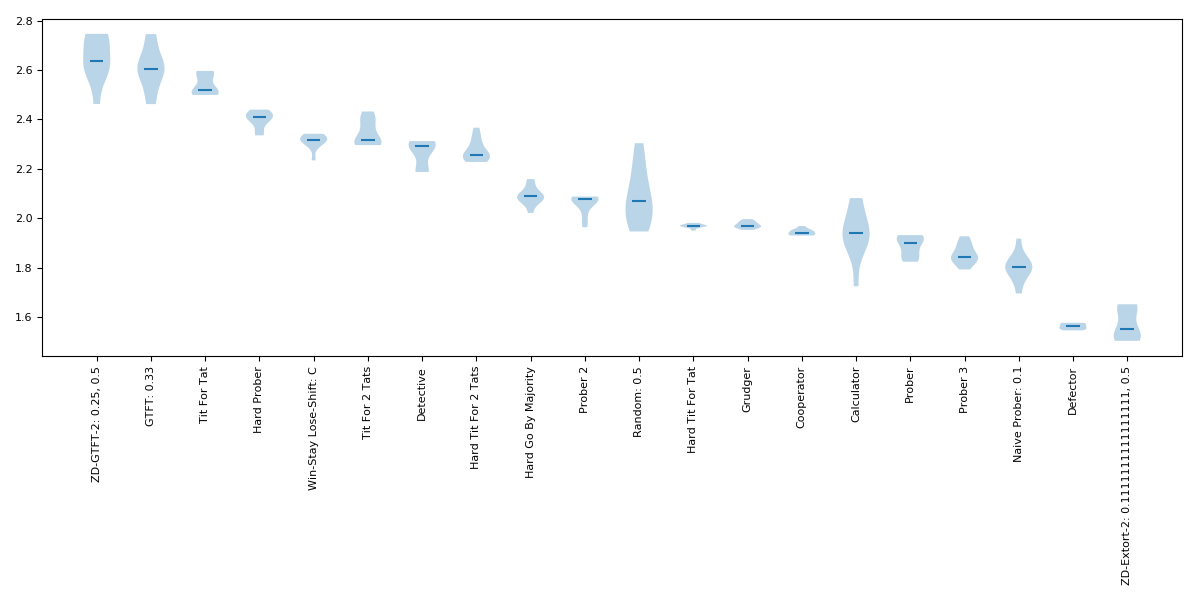 2.8
2.6
2.4
2.2
2.0
1.8
1.6
ZD-GTFT-2: 0.25, 0.5
GTFT: 0.33
Tit For Tat
Hard Prober
Win-Stay Lose-Shift: C
Tit For 2 Tats
Detective
Hard Tit For 2 Tats
Hard Go By Majority
Prober 2
Random: 0.5
Hard Tit For Tat
Grudger
Cooperator
Calculator
Prober
Prober 3
Naive Prober: 0.1
Defector
ZD-Extort-2: 0.1111111111111111, 0.5